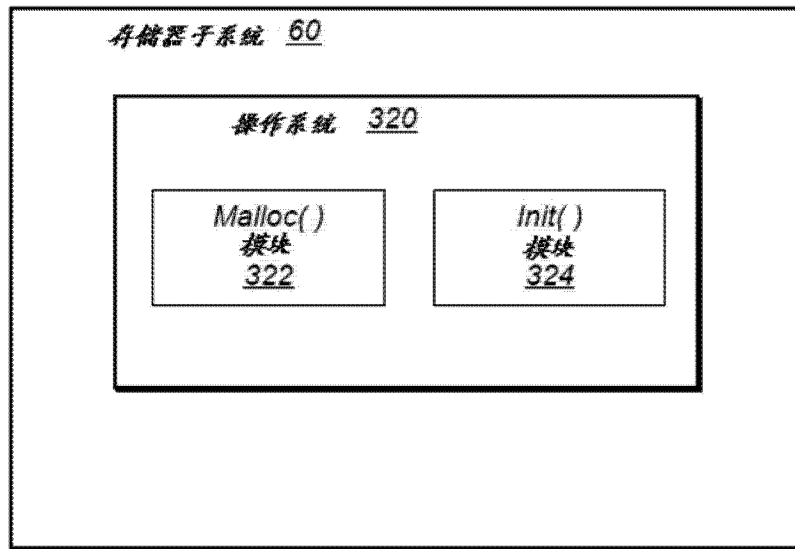 存储器子系统 60
操作系统 320
Malloc( )
模块
322
Init( )
模块
324